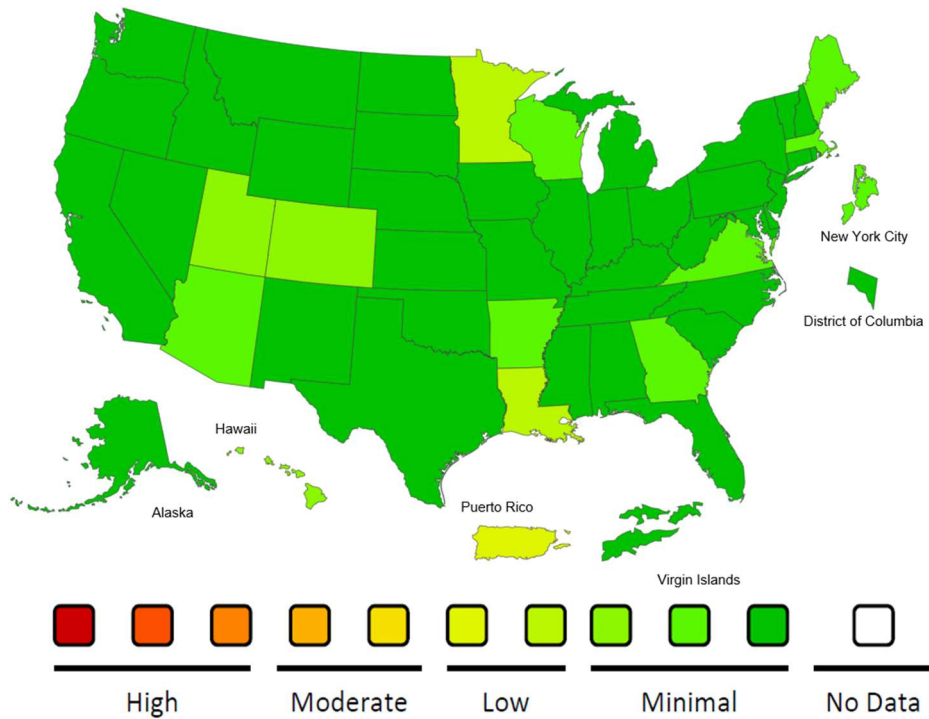 New York City
District of Columbia
Hawaii
Alaska
Puerto Rico
Virgin Islands
High Moderate Low Minimal No Data